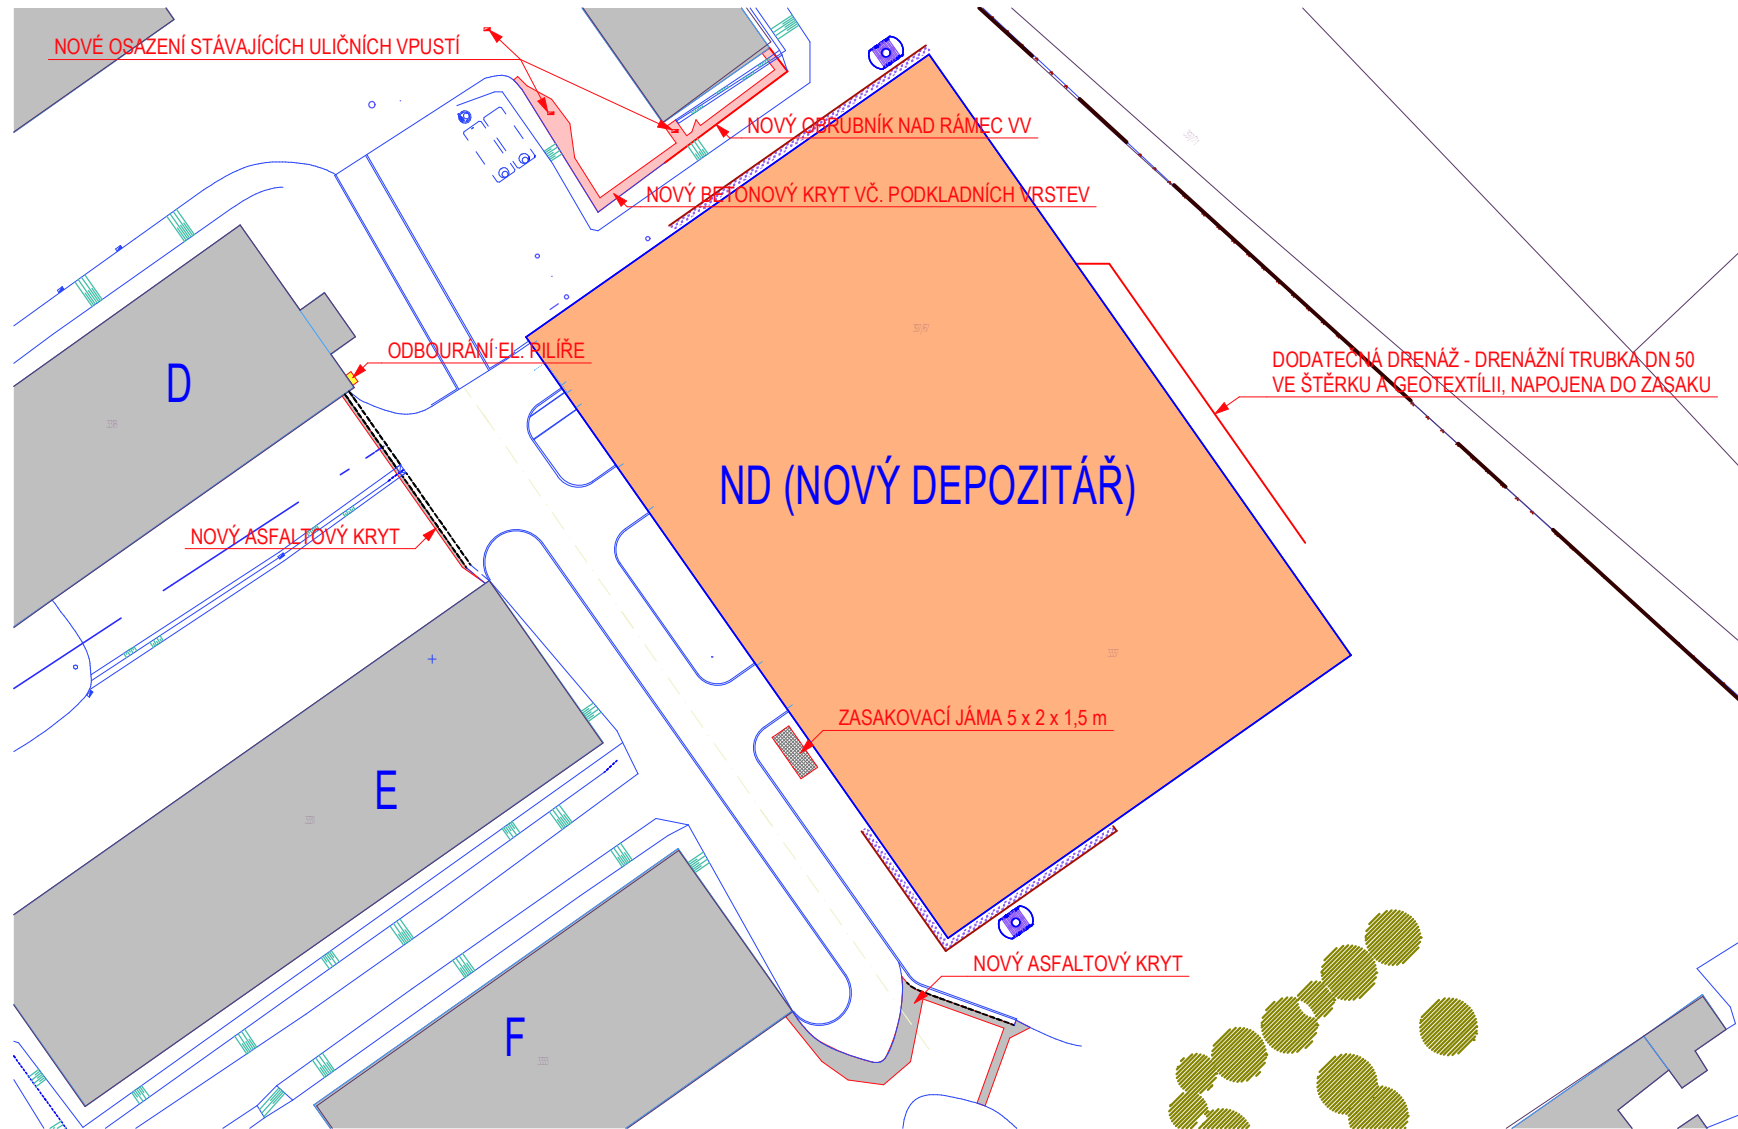 NOVÉ OSAZENÍ STÁVAJÍCÍCH ULIČNÍCH VPUSTÍ
NOVÝ OBRUBNÍK NAD RÁMEC VV
NOVÝ BETONOVÝ KRYT VČ. PODKLADNÍCH VRSTEV
ODBOURÁNÍ EL. PILÍŘE
DODATEČNÁ DRENÁŽ - DRENÁŽNÍ TRUBKA DN 50
VE ŠTĚRKU A GEOTEXTÍLII, NAPOJENA DO ZASAKU
D
ND (NOVÝ DEPOZITÁŘ)
NOVÝ ASFALTOVÝ KRYT
ZASAKOVACÍ JÁMA 5 x 2 x 1,5 m
E
NOVÝ ASFALTOVÝ KRYT
F